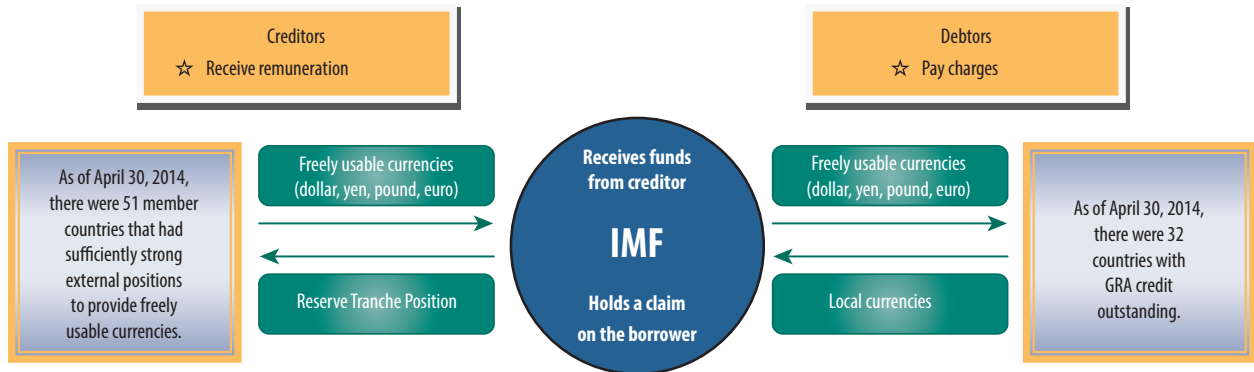 Creditors
☆ Receive remuneration
Debtors
☆ Pay charges
As of April 30, 2014,
there were 51 member
countries that had
sufficiently strong
external positions
to provide freely
usable currencies.
Freely usable currencies
(dollar, yen, pound, euro)
Reserve Tranche Position
Receives funds
from creditor
IMF
Holds a claim
on the borrower
Freely usable currencies
(dollar, yen, pound, euro)
Local currencies
As of April 30, 2014,
there were 32
countries with
GRA credit
outstanding.